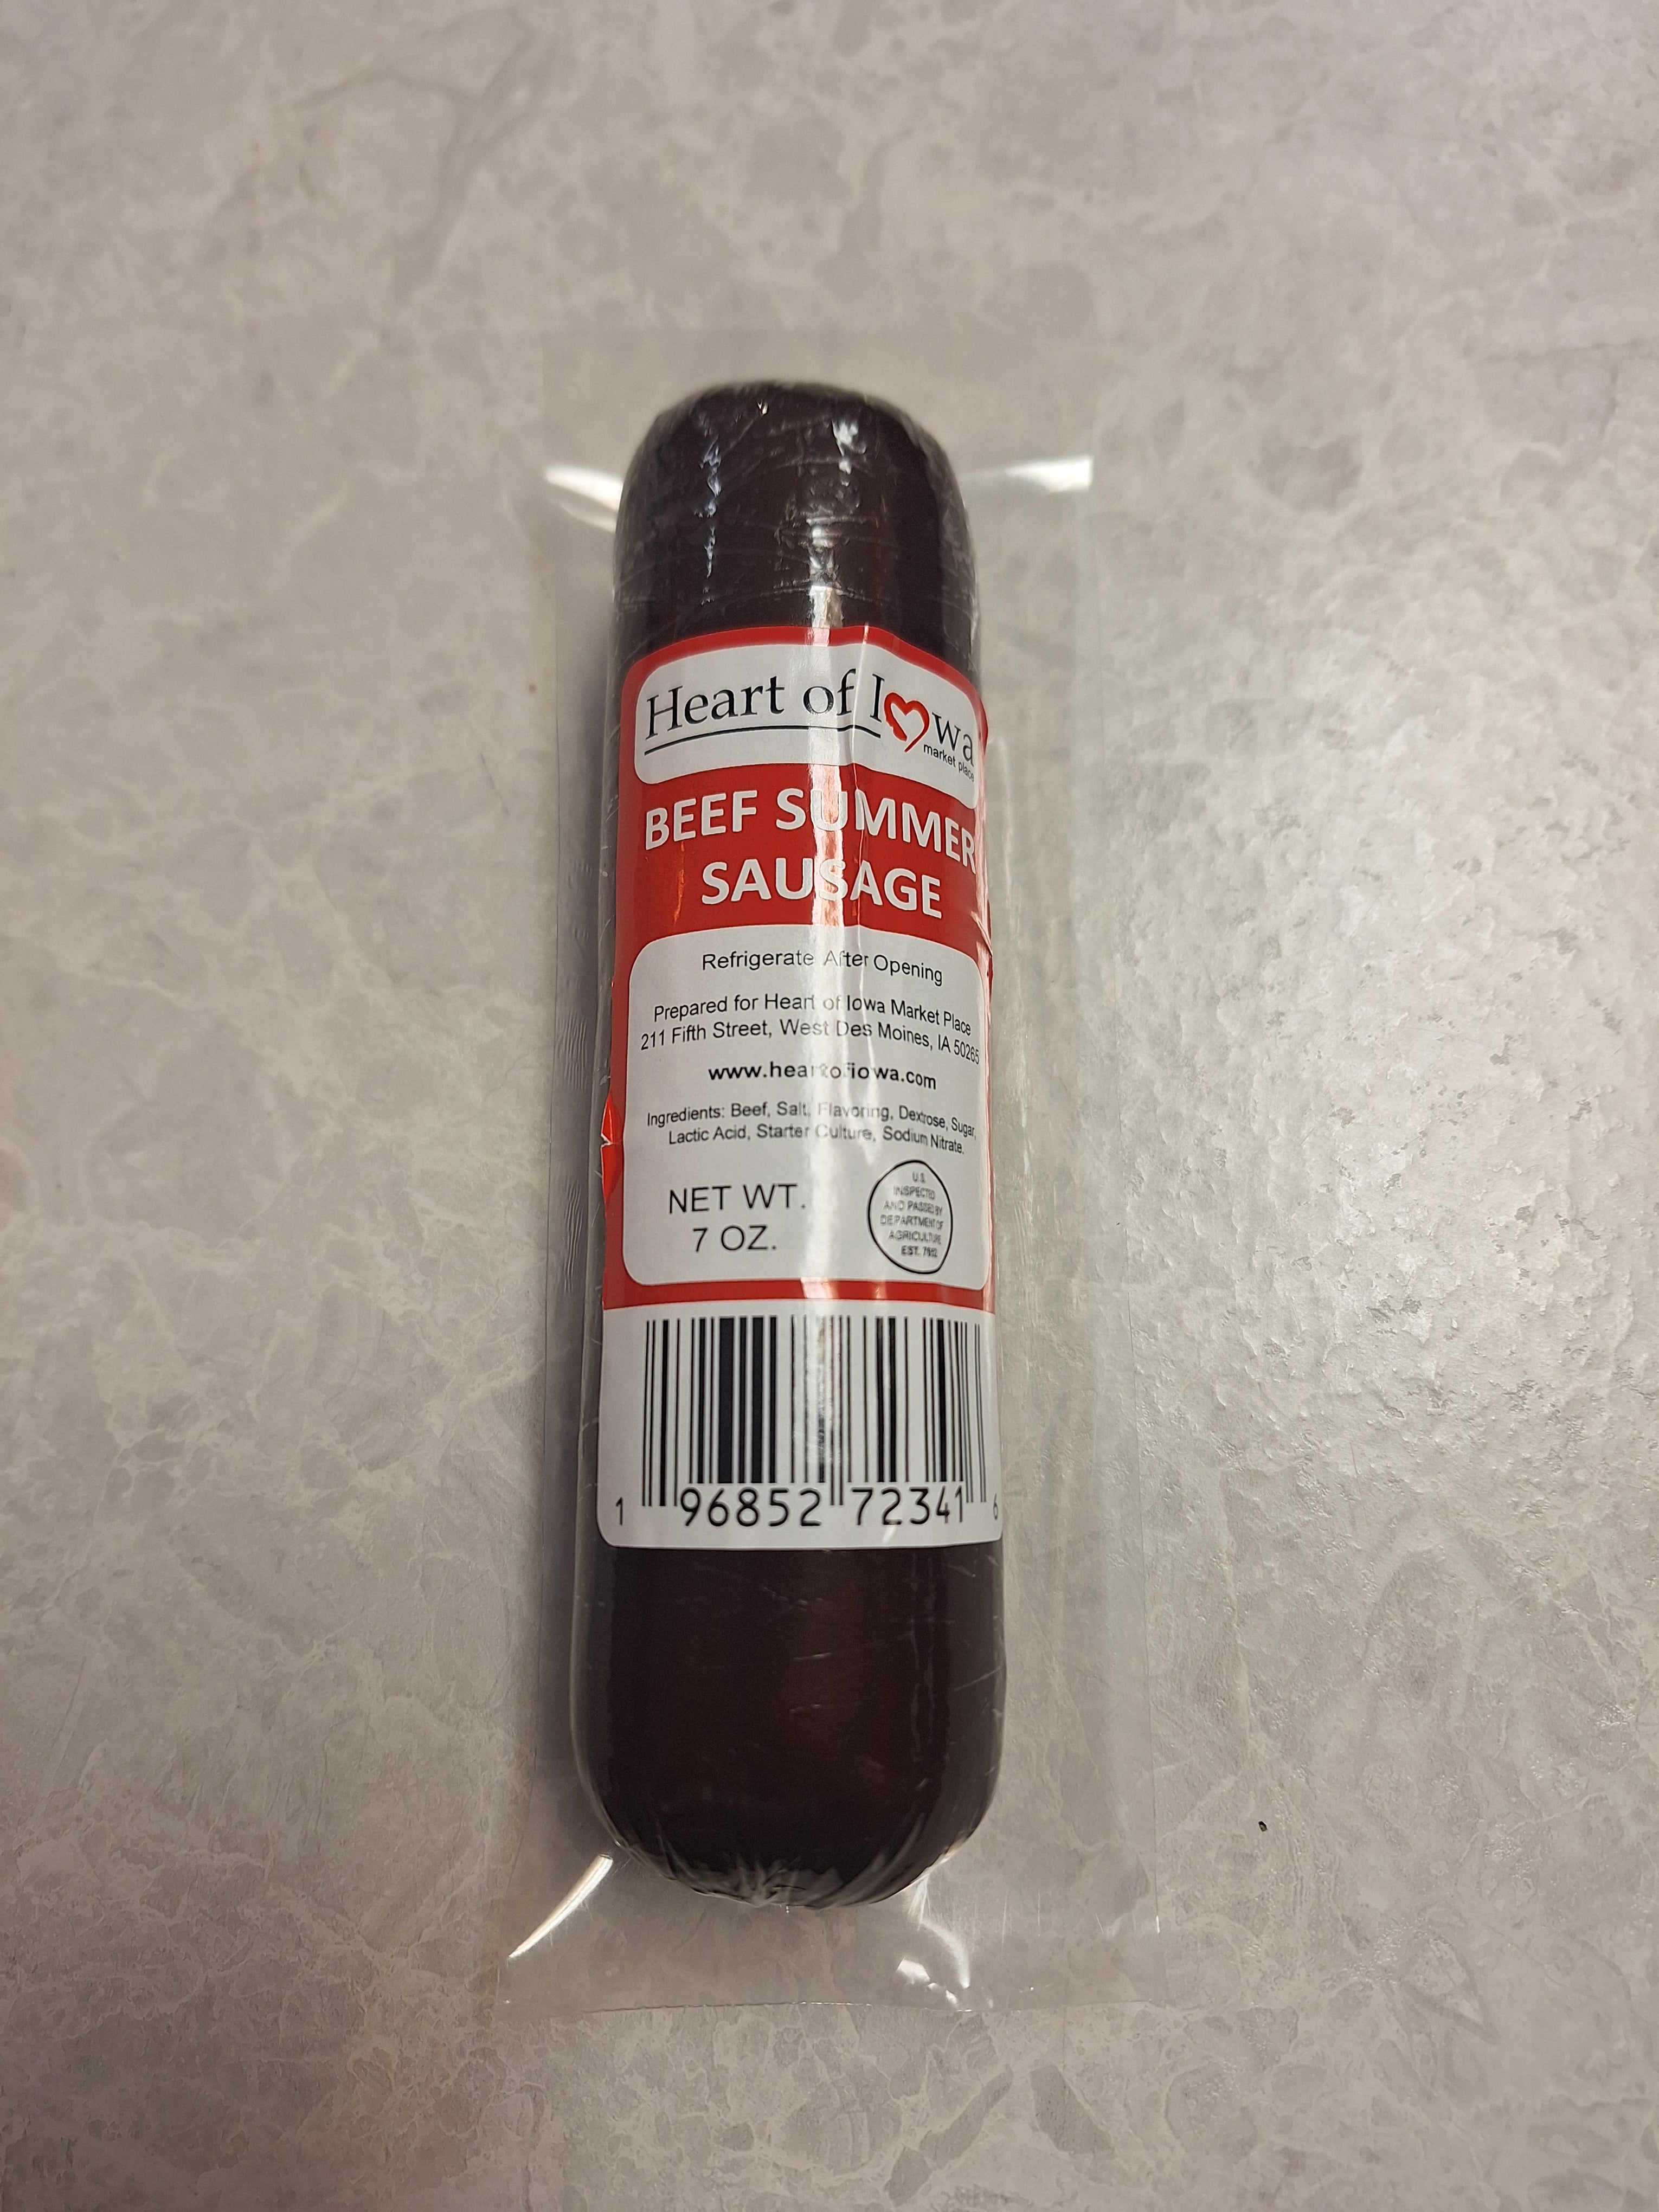 Heart of Iowa
market place
BEEF SUMMER
SAUSAGE
Refrigerate After Opening
Prepared for Heart of Iowa Market Place
211 Fifth Street, West Des Moines, IA 50265
www.heartofiowa.com
Ingredients: Beef, Salt, Flavoring, Dextrose, Sugar,
Lactic Acid, Starter Culture, Sodium Nitrate.
NET WT.
7 OZ.
U.S.
INSPECTED
AND PASSED BY
DEPARTMENT OF
AGRICULTURE
EST.
1 96852 72341 6